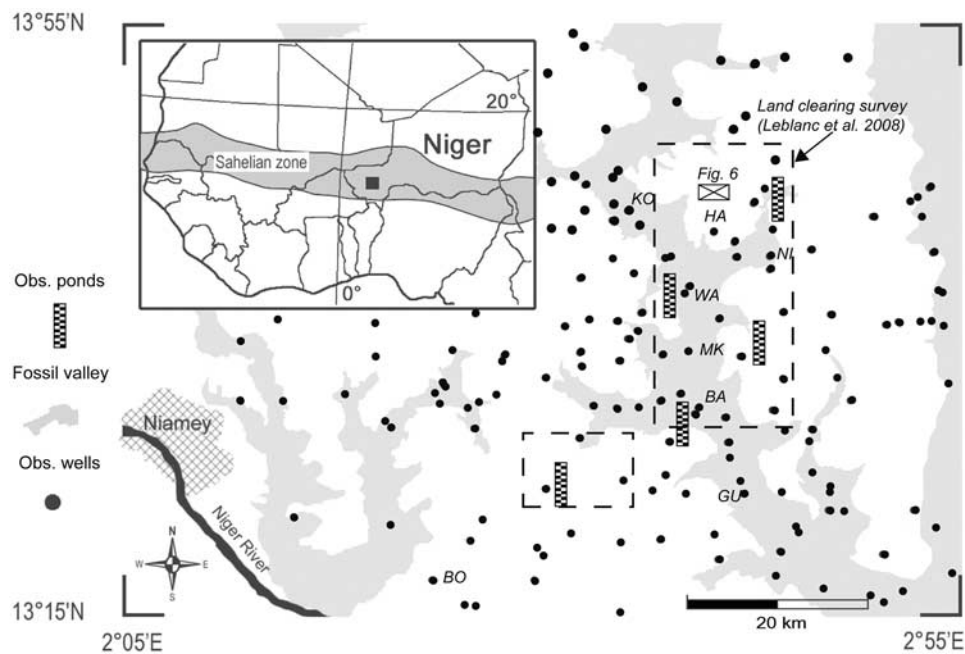 13°55'N
20°
Niger
Sahelian zone
0°
Land clearing survey
(Leblanc et al. 2008)
Fig. 6
KO
HA
NI
Obs. ponds
WA
MK
Fossil valley
BA
Niamey
Obs. wells
GU
Niger River
N
W
E
S
BO
13°15'N
20 km
2°05'E
2°55'E